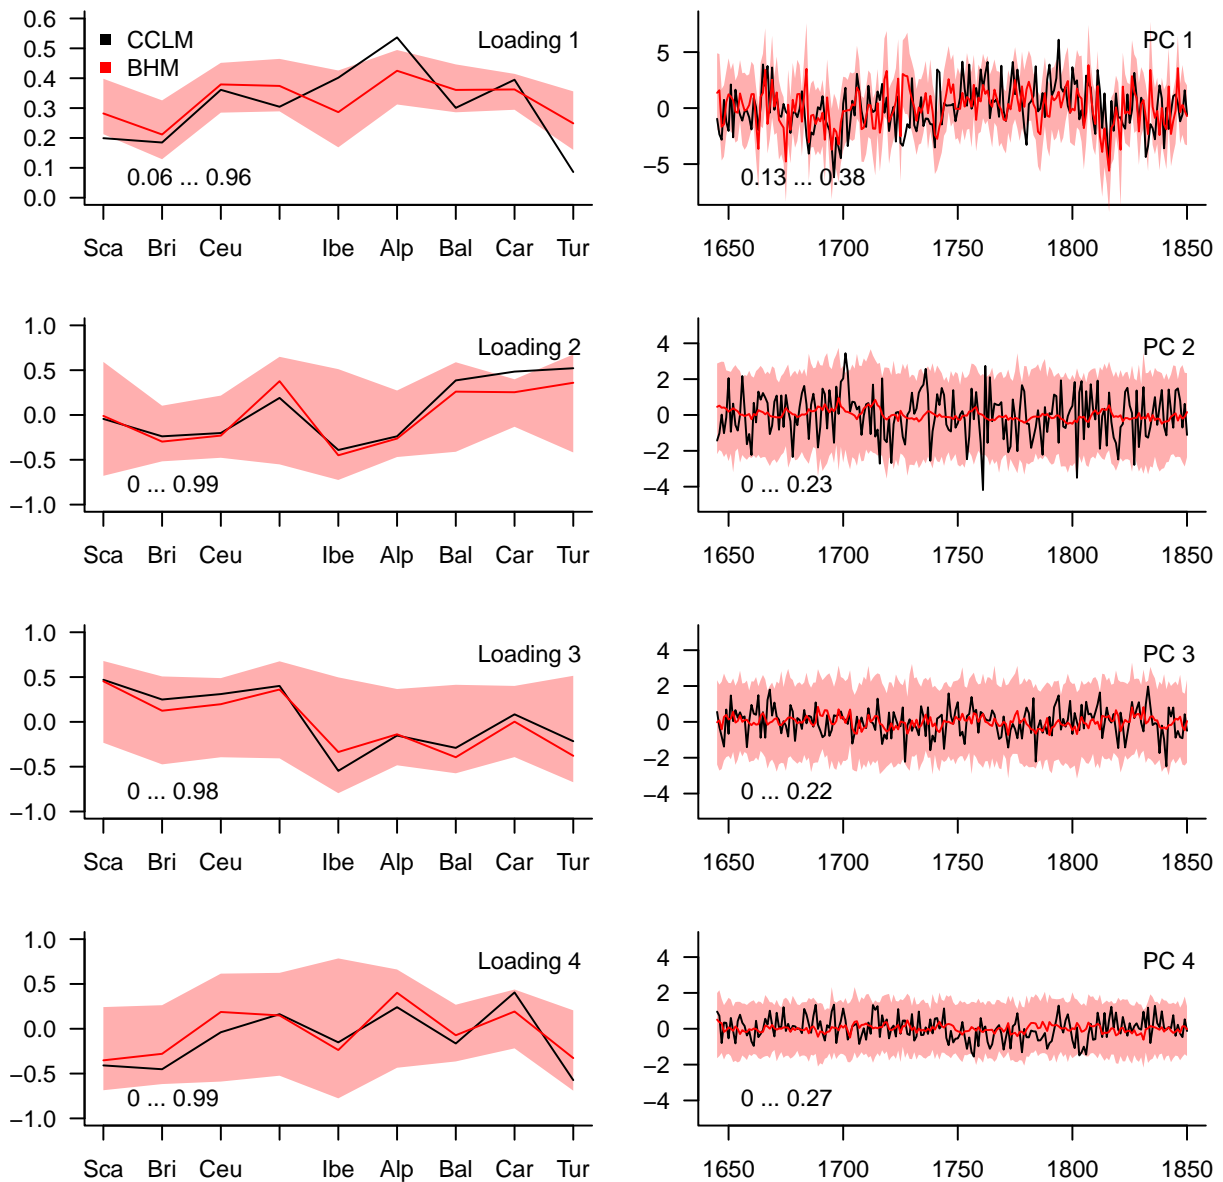 0.6
0.5
0.4
0.3
0.2
0.1
0.0
CCLM
BHM
Loading 1
0.06 ... 0.96
Sca Bri Ceu Ibe Alp Bal Car Tur
5
0
−5
PC 1
0.13 ... 0.38
1650 1700 1750 1800 1850
1.0
0.5
0.0
−0.5
−1.0
Loading 2
0 ... 0.99
Sca Bri Ceu Ibe Alp Bal Car Tur
4
2
0
−2
−4
PC 2
0 ... 0.23
1650 1700 1750 1800 1850
1.0
0.5
0.0
−0.5
−1.0
Loading 3
0 ... 0.98
Sca Bri Ceu Ibe Alp Bal Car Tur
4
2
0
−2
−4
PC 3
0 ... 0.22
1650 1700 1750 1800 1850
1.0
0.5
0.0
−0.5
−1.0
Loading 4
0 ... 0.99
Sca Bri Ceu Ibe Alp Bal Car Tur
4
2
0
−2
−4
PC 4
0 ... 0.27
1650 1700 1750 1800 1850